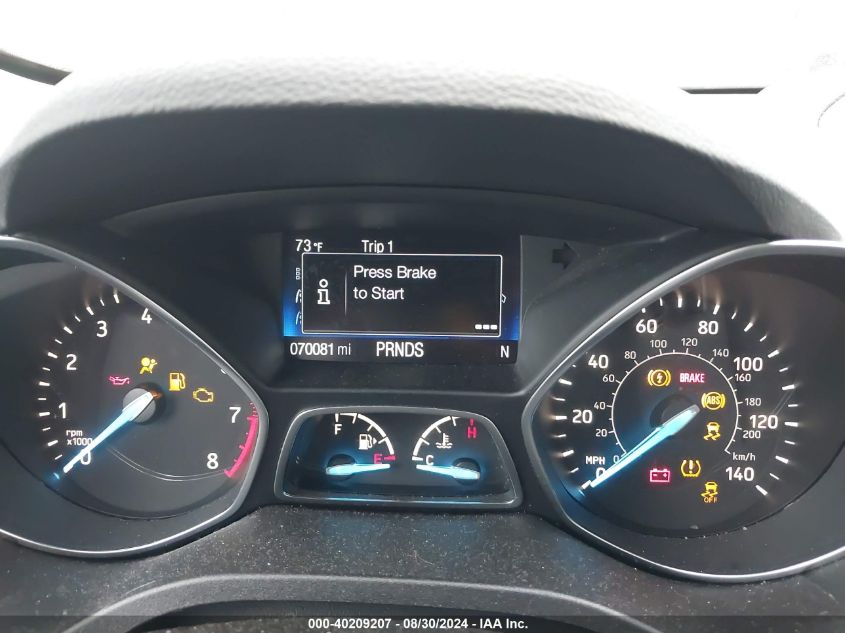 73 °F Trip 1
Press Brake
to Start
070081 mi PRNDS N
0 1 2 3 4 7 8
rpm
x1000
F E
C H
0 20 40 60 80 100 120 140
MPH
0 20 40 60 80 100 120 140 160 180 200
km/h
BRAKE
ABS
OFF
000-40209207 - 08/30/2024 - IAA Inc.